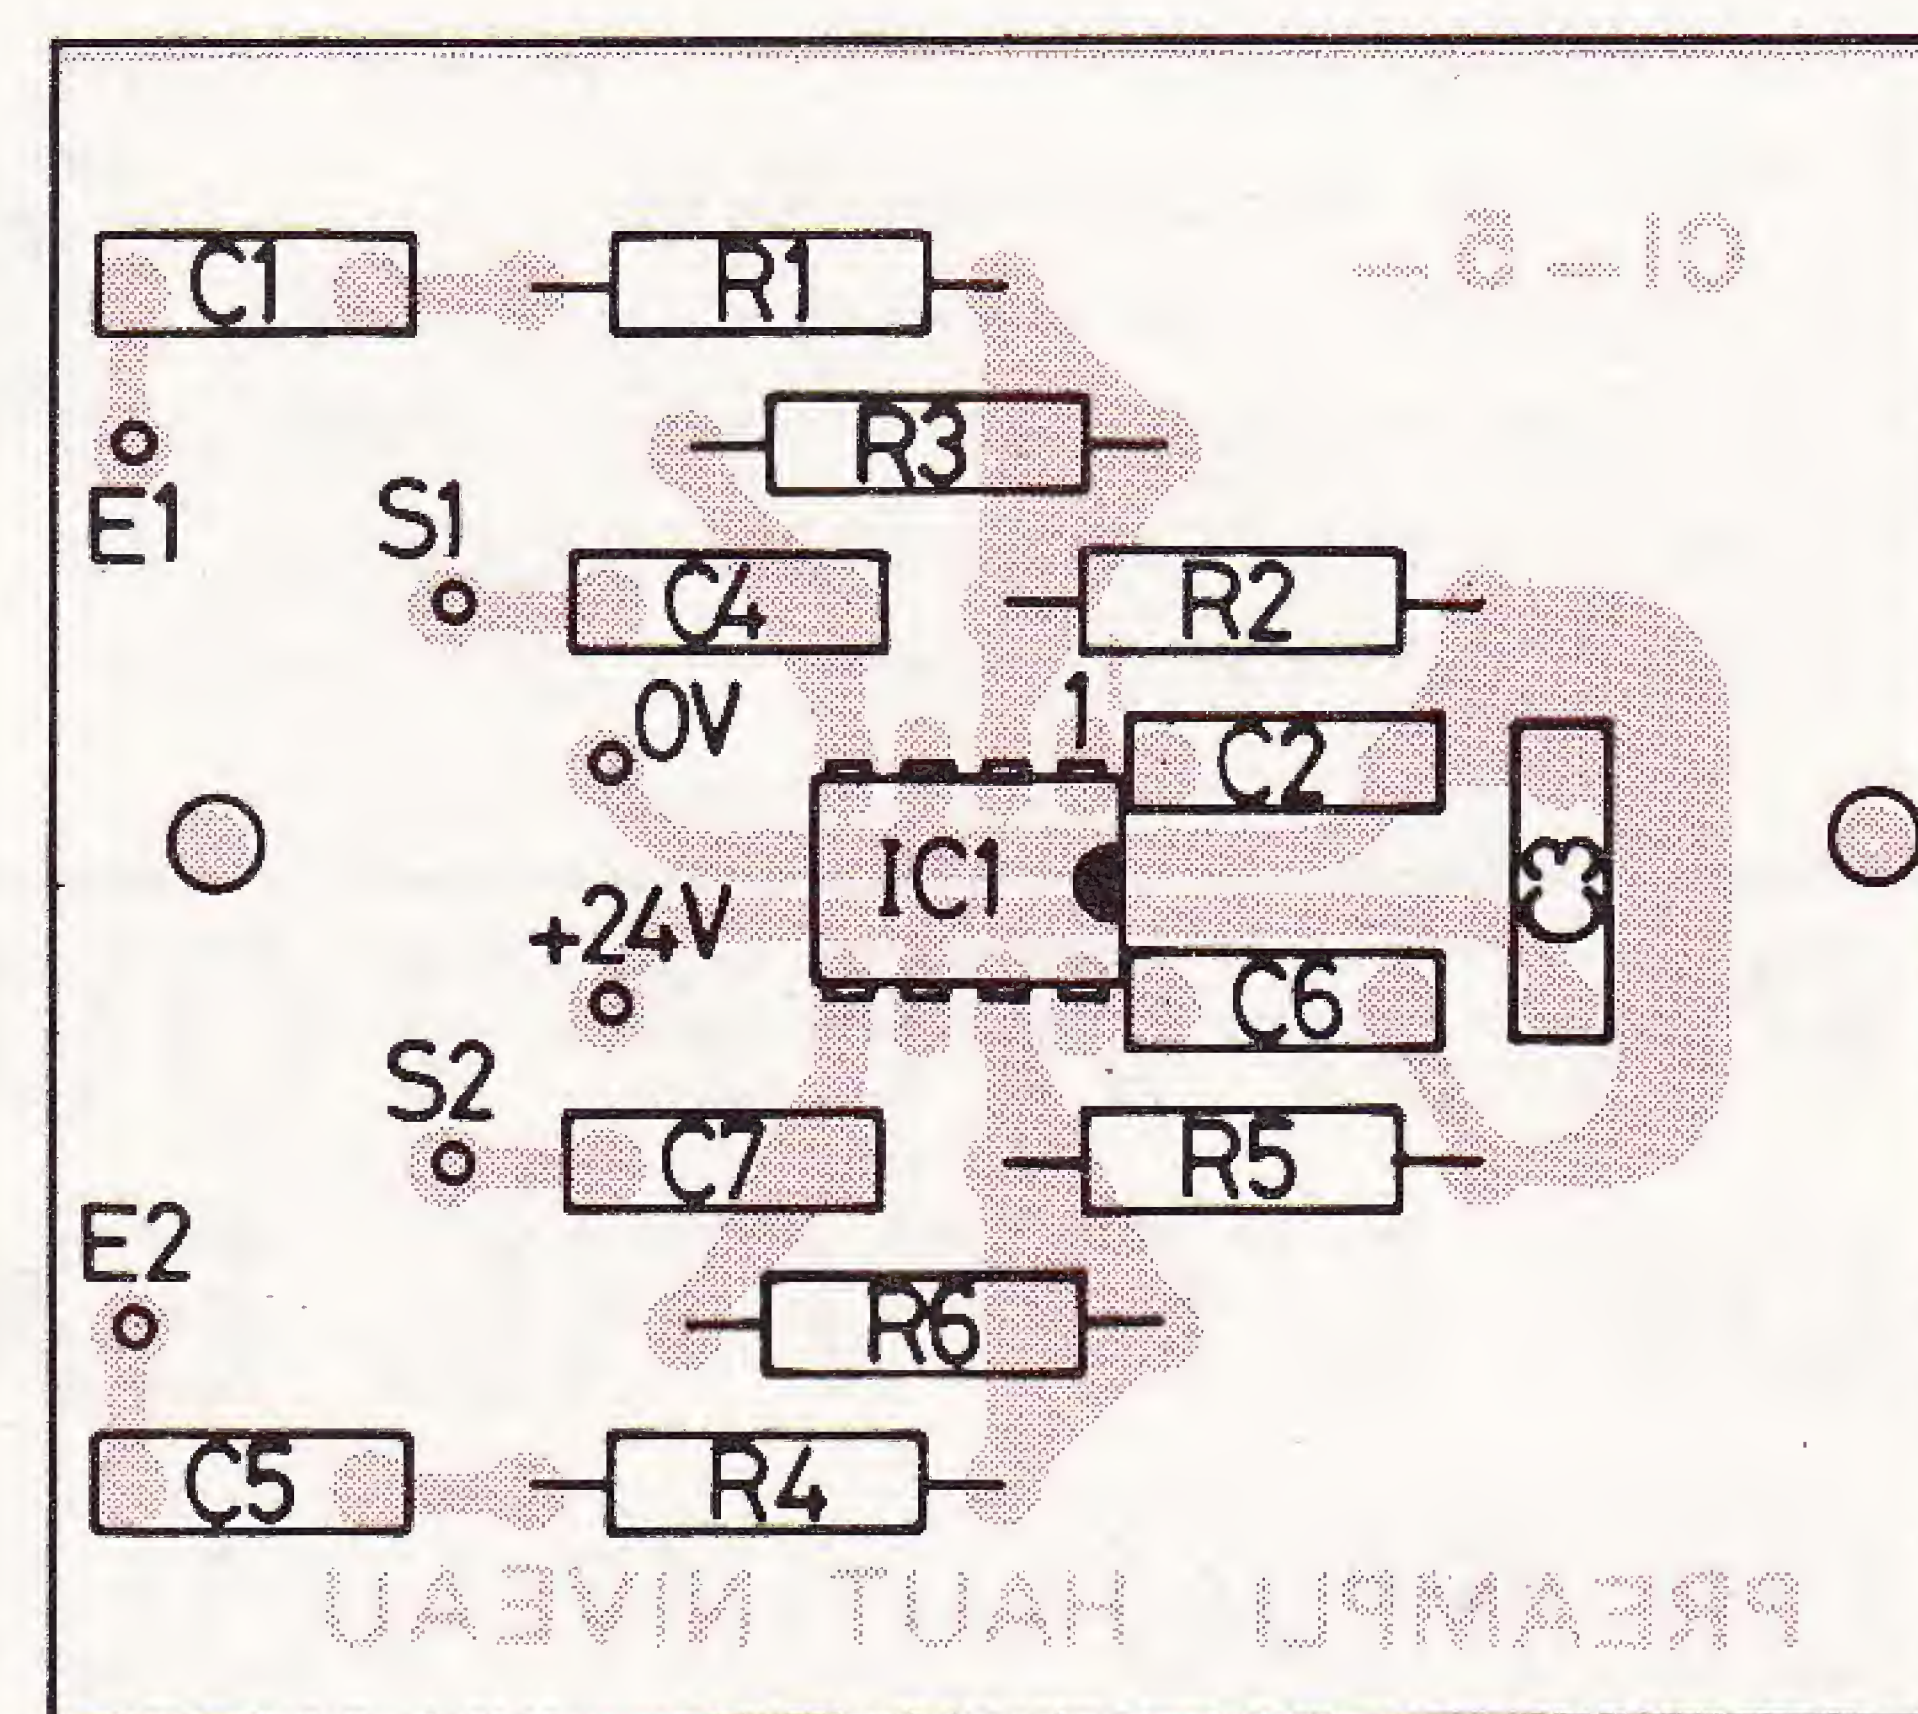 CI – 5 –
C1 R1
R3
E1 S1
C4 R2
0V 1
C2
IC1 C3
+24V
C6
S2
C7 R5
E2
R6
C5 R4
PREAMPLI HAUT NIVEAU